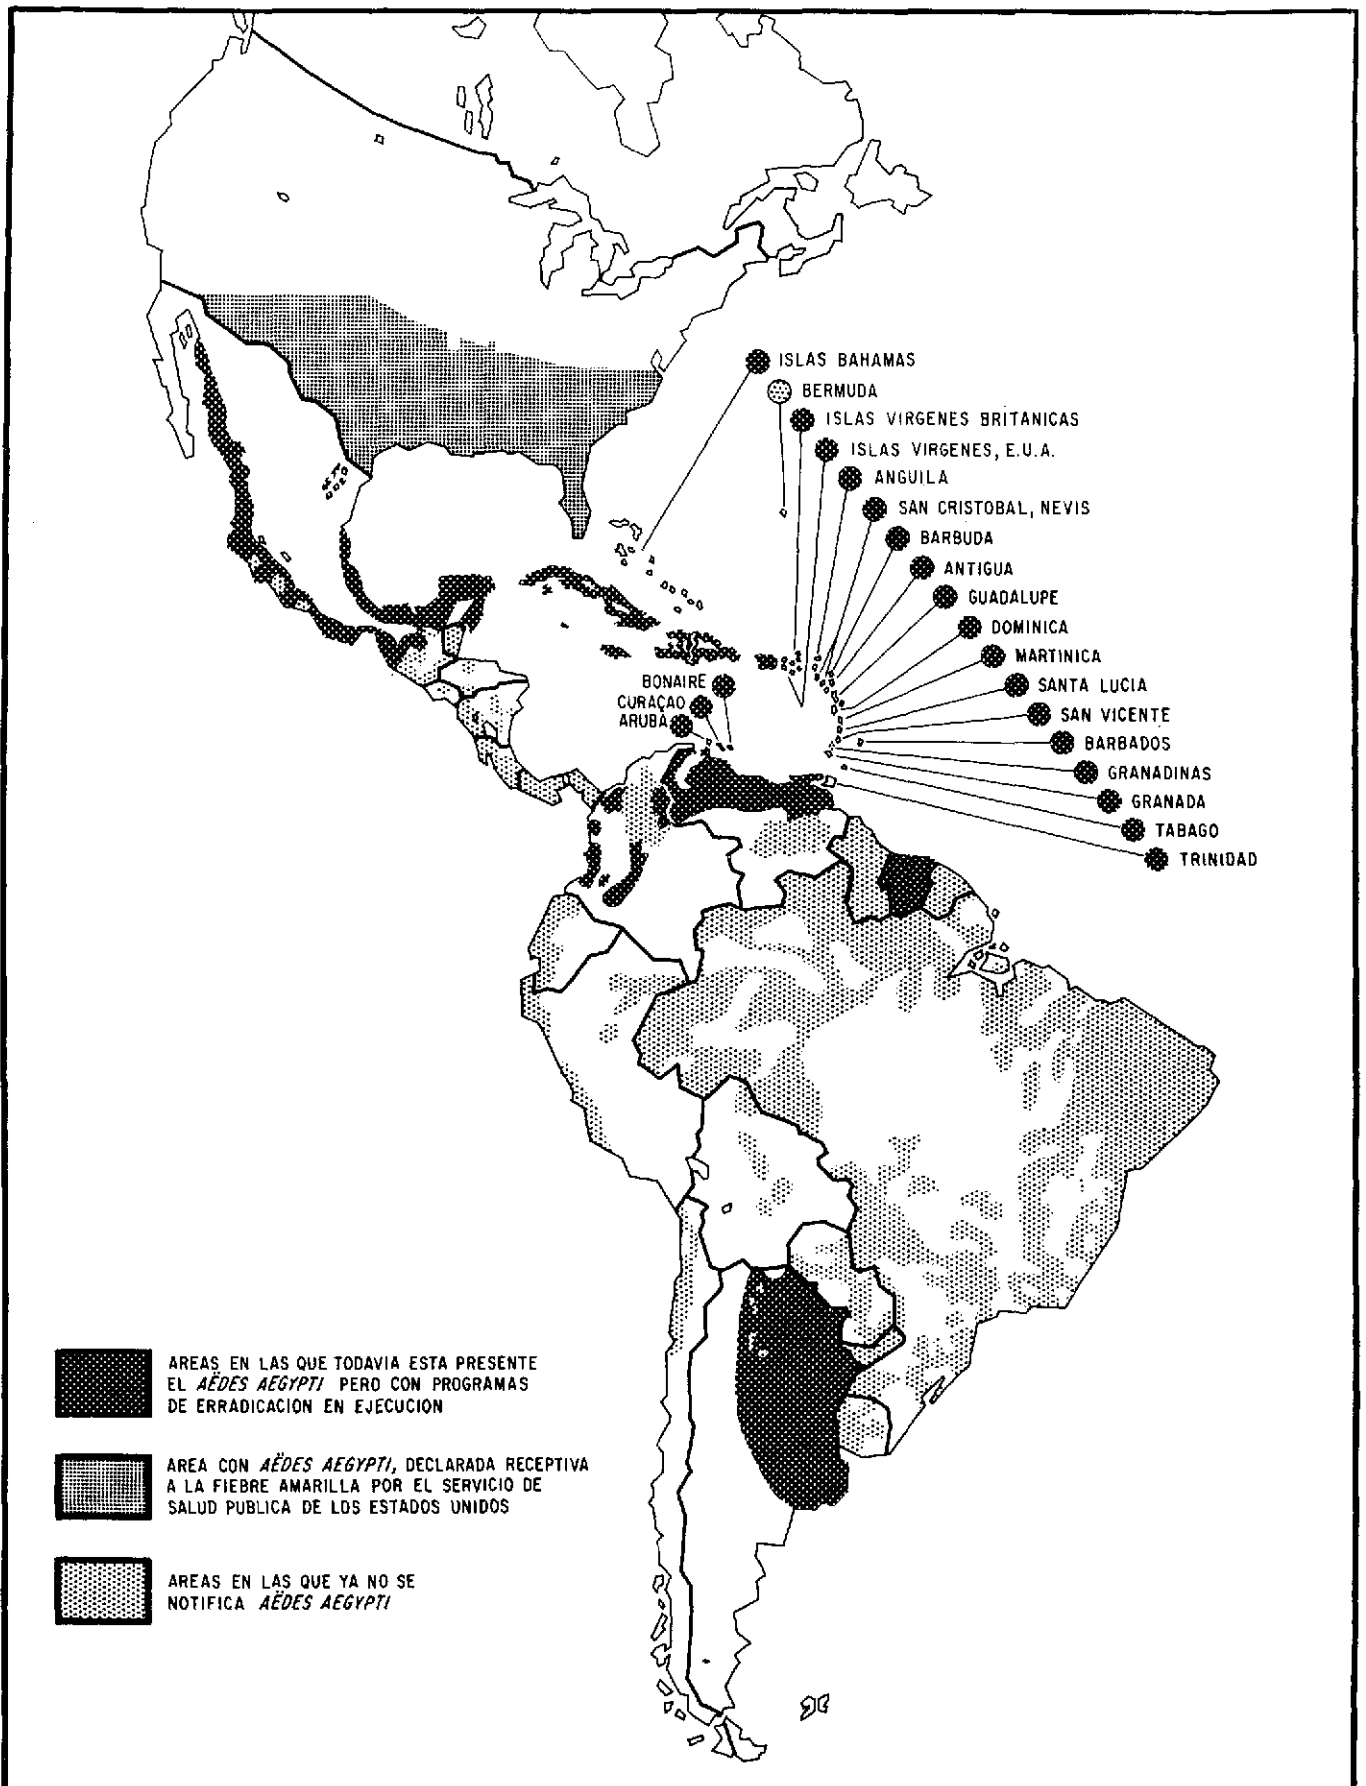 ISLAS BAHAMAS
BERMUDA
ISLAS VIRGENES BRITANICAS
ISLAS VIRGENES, E.U.A.
ANGUILA
SAN CRISTOBAL, NEVIS
BARBUDA
ANTIGUA
GUADALUPE
DOMINICA
MARTINICA
SANTA LUCIA
SAN VICENTE
BARBADOS
GRANADINAS
GRANADA
TABAGO
TRINIDAD
BONAIRE
CURAÇAO
ARUBA
AREAS EN LAS QUE TODAVIA ESTA PRESENTE
EL AËDES AEGYPTI PERO CON PROGRAMAS
DE ERRADICACION EN EJECUCION
AREA CON AËDES AEGYPTI, DECLARADA RECEPTIVA
A LA FIEBRE AMARILLA POR EL SERVICIO DE
SALUD PUBLICA DE LOS ESTADOS UNIDOS
AREAS EN LAS QUE YA NO SE
NOTIFICA AËDES AEGYPTI